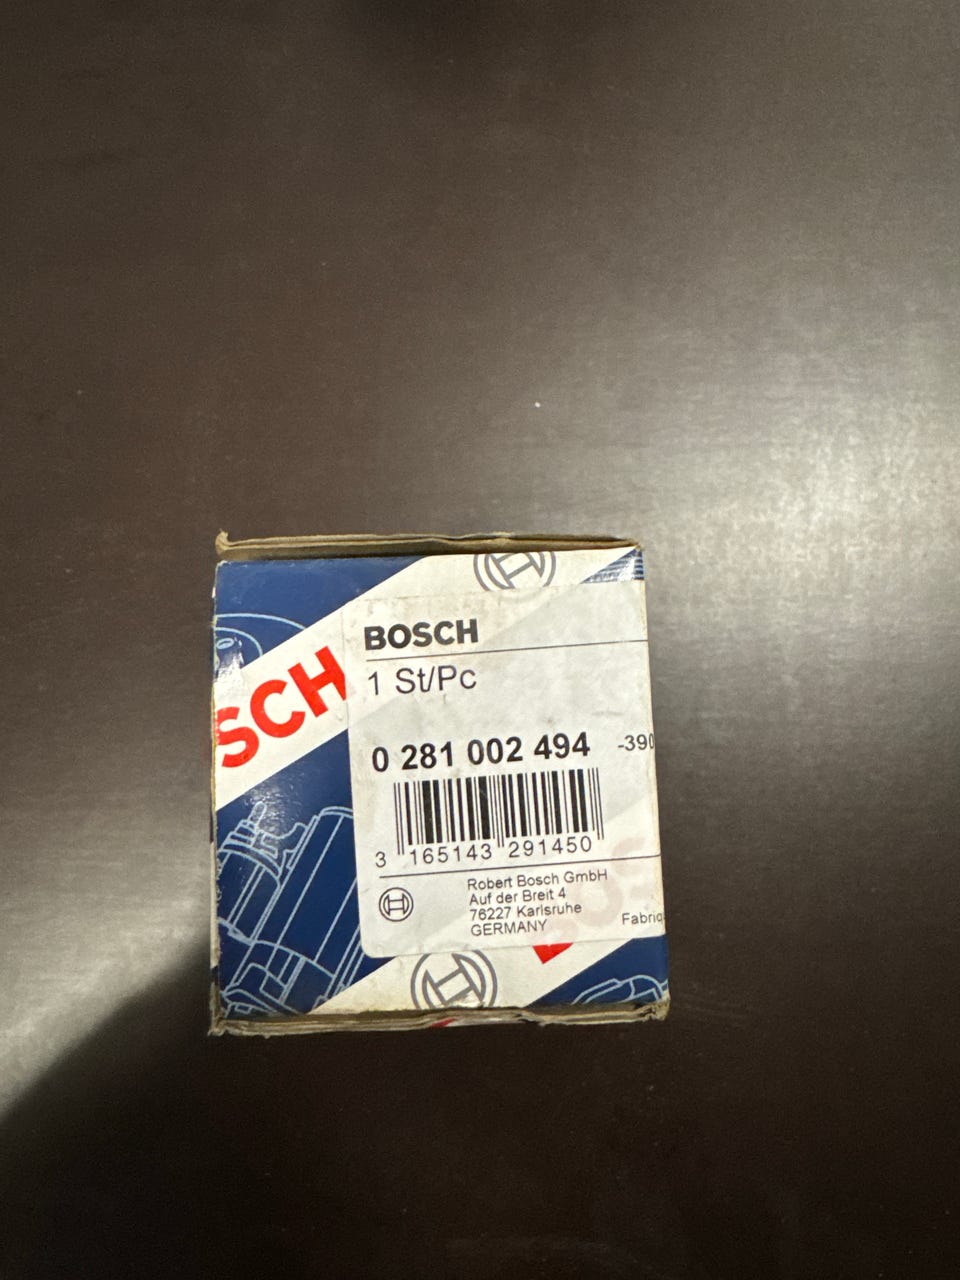 SCH
BOSCH
1 St/Pc
0 281 002 494 -390
3 165143 291450
Robert Bosch GmbH
Auf der Breit 4
76227 Karlsruhe
GERMANY
Fabriq